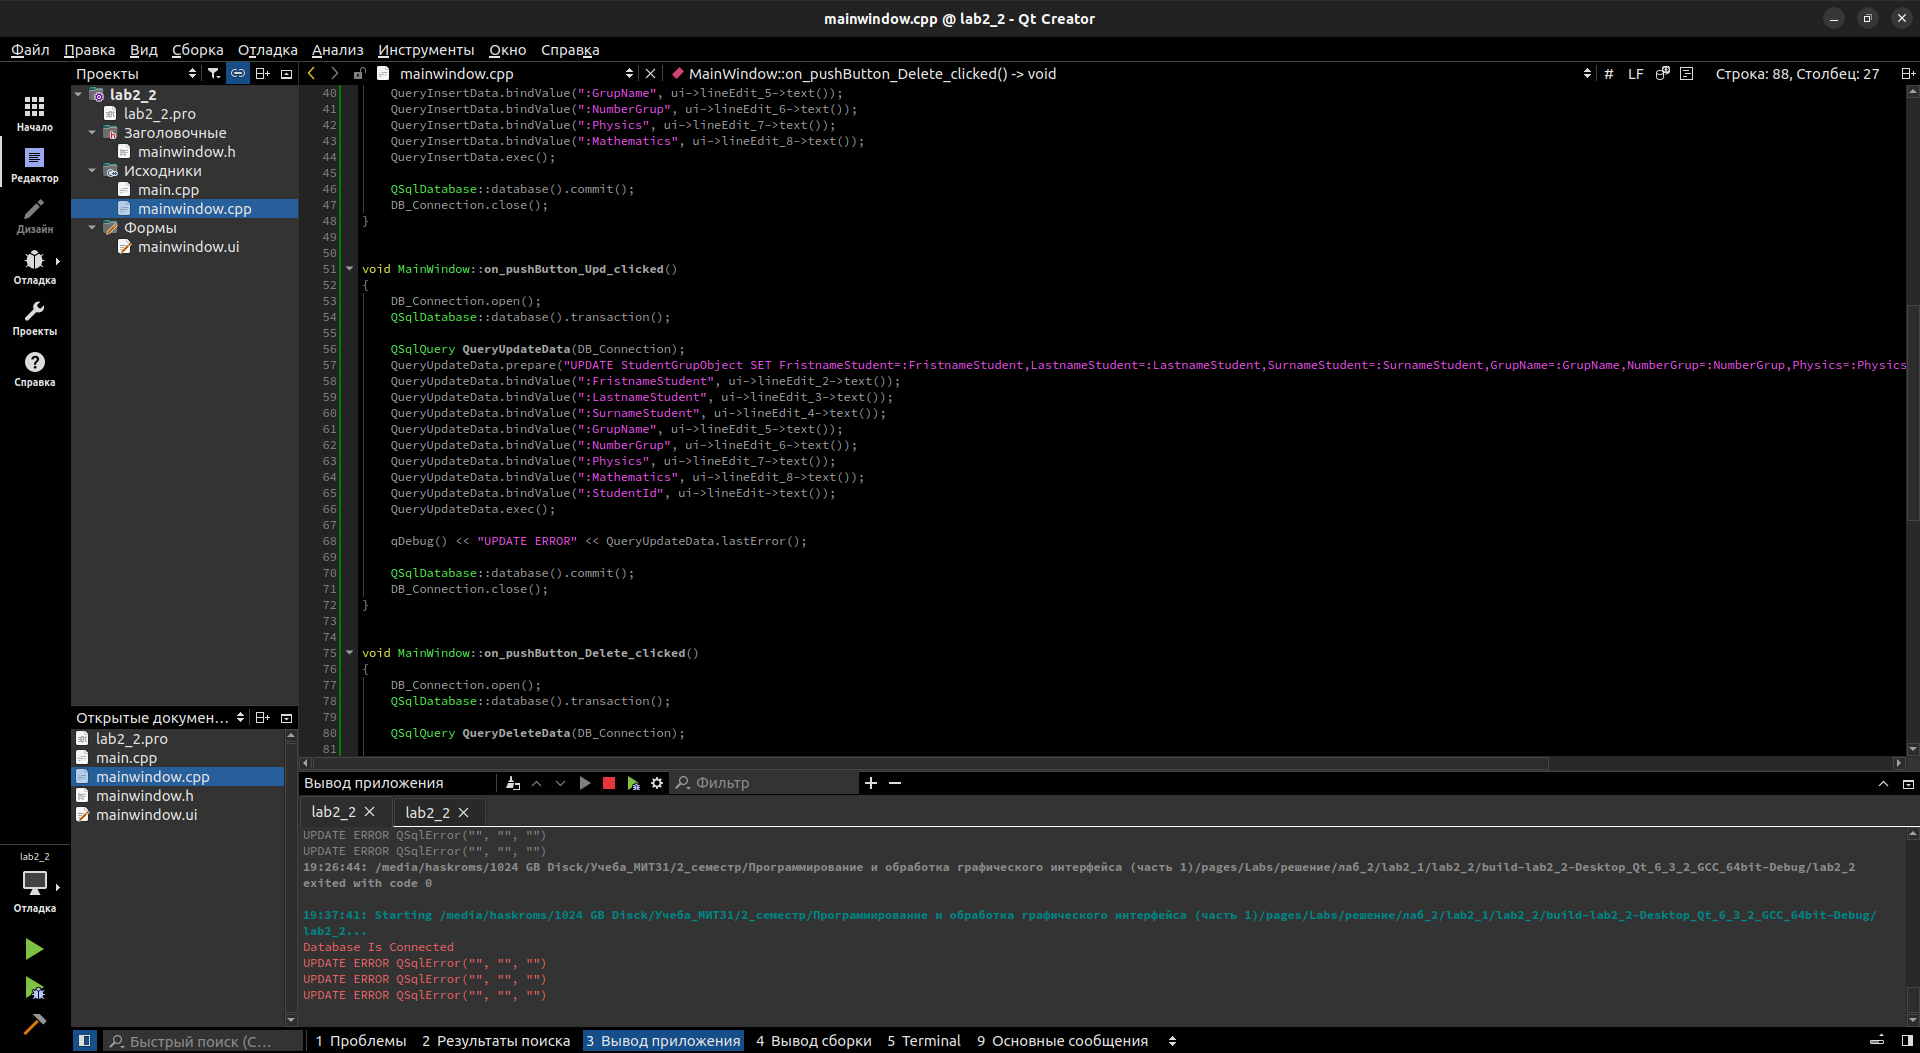 mainwindow.cpp @ lab2_2 - Qt Creator
Файл Правка Вид Сборка Отладка Анализ Инструменты Окно Справка
Проекты
mainwindow.cpp
MainWindow::on_pushButton_Delete_clicked() -> void
# LF Строка: 88, Столбец: 27
Начало
Редактор
Дизайн
Отладка
Проекты
Справка
lab2_2
lab2_2.pro
Заголовочные
mainwindow.h
Исходники
main.cpp
mainwindow.cpp
Формы
mainwindow.ui
40 QueryInsertData.bindValue(":GrupName", ui->lineEdit_5->text());
41 QueryInsertData.bindValue(":NumberGrup", ui->lineEdit_6->text());
42 QueryInsertData.bindValue(":Physics", ui->lineEdit_7->text());
43 QueryInsertData.bindValue(":Mathematics", ui->lineEdit_8->text());
44 QueryInsertData.exec();
45
46 QSqlDatabase::database().commit();
47 DB_Connection.close();
48 }
49
50
51 void MainWindow::on_pushButton_Upd_clicked()
52 {
53 DB_Connection.open();
54 QSqlDatabase::database().transaction();
55
56 QSqlQuery QueryUpdateData(DB_Connection);
57 QueryUpdateData.prepare("UPDATE StudentGrupObject SET FristnameStudent=:FristnameStudent,LastnameStudent=:LastnameStudent,SurnameStudent=:SurnameStudent,GrupName=:GrupName,NumberGrup=:NumberGrup,Physics=:Physics
58 QueryUpdateData.bindValue(":FristnameStudent", ui->lineEdit_2->text());
59 QueryUpdateData.bindValue(":LastnameStudent", ui->lineEdit_3->text());
60 QueryUpdateData.bindValue(":SurnameStudent", ui->lineEdit_4->text());
61 QueryUpdateData.bindValue(":GrupName", ui->lineEdit_5->text());
62 QueryUpdateData.bindValue(":NumberGrup", ui->lineEdit_6->text());
63 QueryUpdateData.bindValue(":Physics", ui->lineEdit_7->text());
64 QueryUpdateData.bindValue(":Mathematics", ui->lineEdit_8->text());
65 QueryUpdateData.bindValue(":StudentId", ui->lineEdit->text());
66 QueryUpdateData.exec();
67
68 qDebug() << "UPDATE ERROR" << QueryUpdateData.lastError();
69
70 QSqlDatabase::database().commit();
71 DB_Connection.close();
72 }
73
74
75 void MainWindow::on_pushButton_Delete_clicked()
76 {
77 DB_Connection.open();
78 QSqlDatabase::database().transaction();
79
80 QSqlQuery QueryDeleteData(DB_Connection);
81
Открытые докумен...
lab2_2.pro
main.cpp
mainwindow.cpp
mainwindow.h
mainwindow.ui
lab2_2
Отладка
Вывод приложения
Фильтр
lab2_2
lab2_2
UPDATE ERROR QSqlError("", "", "")
UPDATE ERROR QSqlError("", "", "")
19:26:44: /media/haskroms/1024 GB Disck/Учеба_МИТ31/2_семестр/Программирование и обработка графического интерфейса (часть 1)/pages/Labs/решение/лаб_2/lab2_1/lab2_2/build-lab2_2-Desktop_Qt_6_3_2_GCC_64bit-Debug/lab2_2
exited with code 0
19:37:41: Starting /media/haskroms/1024 GB Disck/Учеба_МИТ31/2_семестр/Программирование и обработка графического интерфейса (часть 1)/pages/Labs/решение/лаб_2/lab2_1/lab2_2/build-lab2_2-Desktop_Qt_6_3_2_GCC_64bit-Debug/
lab2_2...
Database Is Connected
UPDATE ERROR QSqlError("", "", "")
UPDATE ERROR QSqlError("", "", "")
UPDATE ERROR QSqlError("", "", "")
Быстрый поиск (C...
1 Проблемы 2 Результаты поиска 3 Вывод приложения 4 Вывод сборки 5 Terminal 9 Основные сообщения